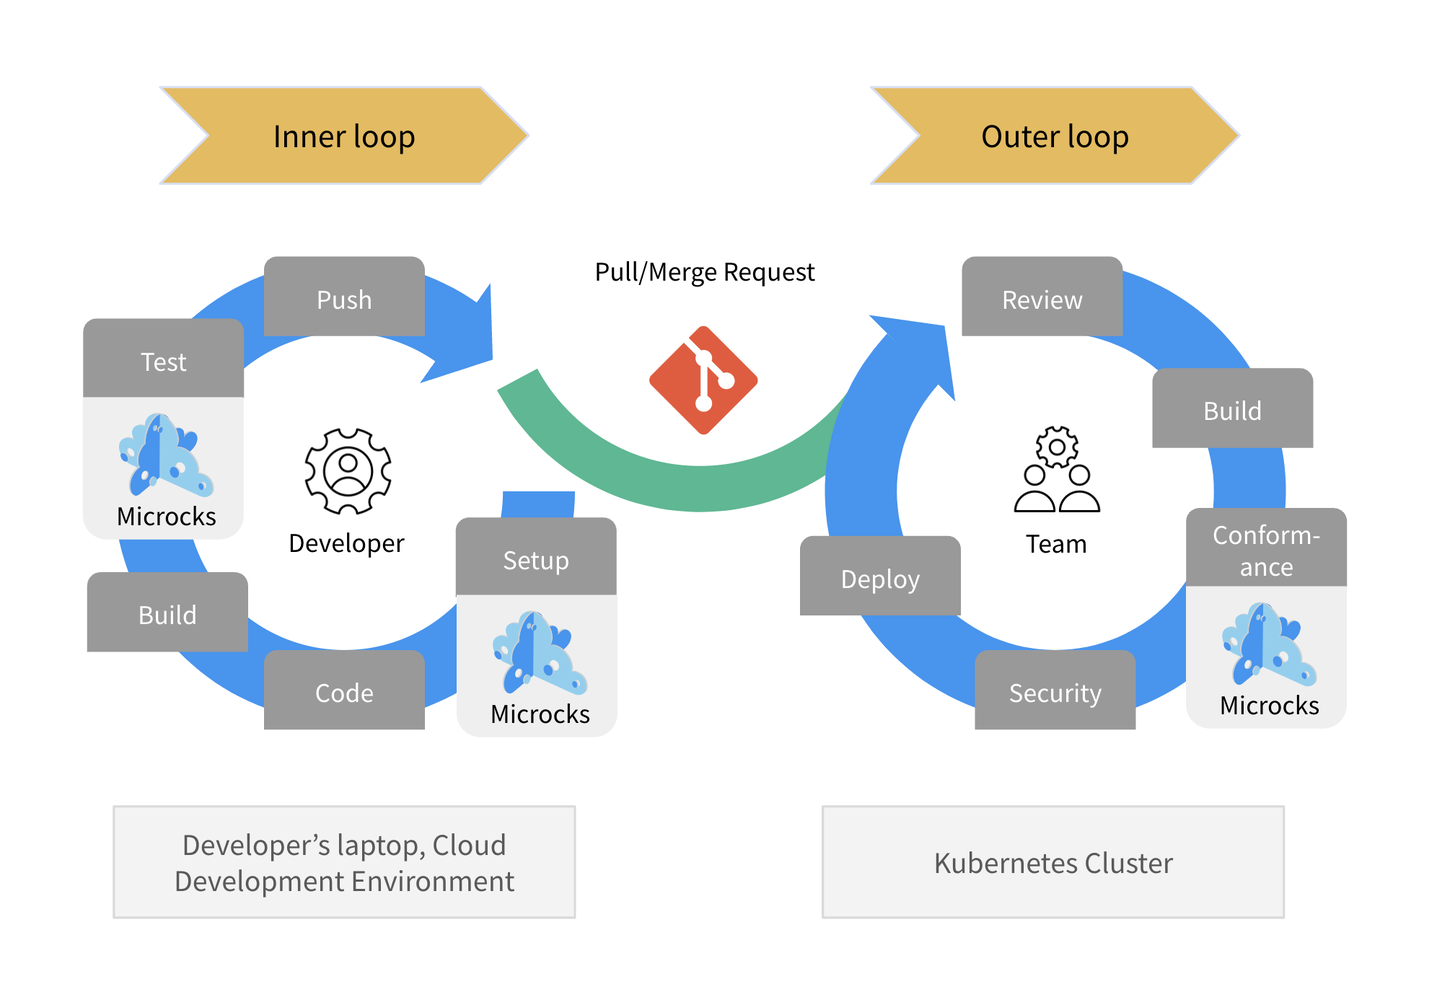 Inner loop
Outer loop
Pull/Merge Request
Push
Test
Microcks
Build
Code
Setup
Microcks
Developer
Review
Build
Conform-
ance
Microcks
Security
Deploy
Team
Developer’s laptop, Cloud
Development Environment
Kubernetes Cluster